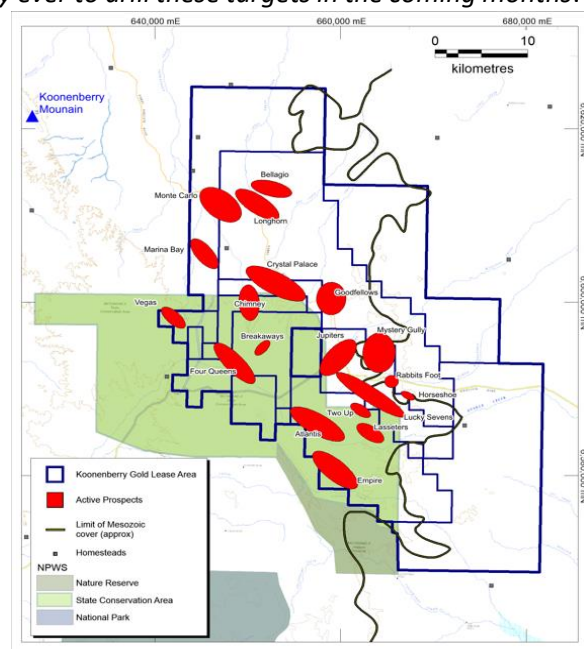 y ever to drill these targets in the coming months.
640,000 mE
660,000 mE
680,000 mE
0 10
kilometres
Koonenberry
Mounain
Bellagio
Monte Carlo
Longhorn
Marina Bay
Crystal Palace
Vegas
Chimney
Goodfellows
Breakaways
Jupiters
Mystery Gully
Four Queens
Rabbits Foot
Horseshoe
Two Up
Lucky Sevens
Atlantis
Lasseters
Empire
Koonenberry Gold Lease Area
Active Prospects
Limit of Mesozoic
cover (approx)
Homesteads
NPWS
Nature Reserve
State Conservation Area
National Park